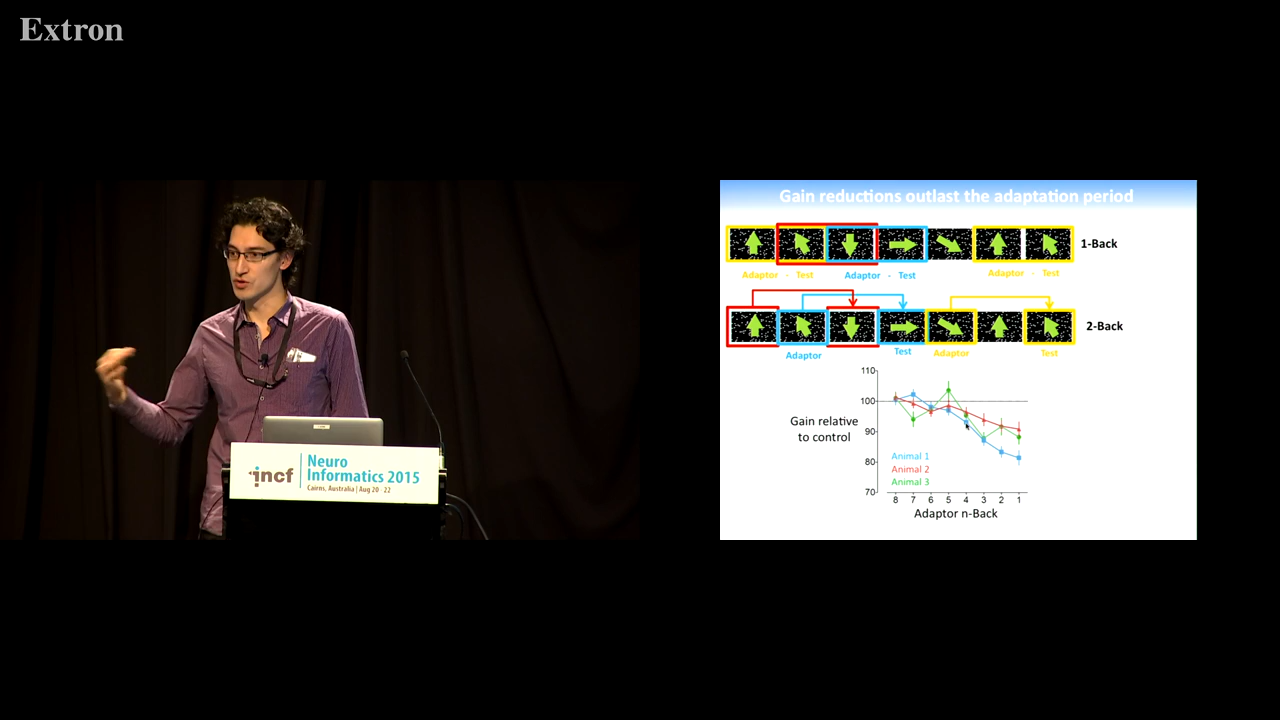 Extron
incf
Neuro
Informatics 2015
Cairns, Australia | Aug 20 - 22
Gain reductions outlast the adaptation period
1-Back
Adaptor - Test
Adaptor - Test
Adaptor - Test
2-Back
Adaptor
Test
Adaptor
Test
Gain relative
to control
110
100
90
80
70
Animal 1
Animal 2
Animal 3
8 7 6 5 4 3 2 1
Adaptor n-Back